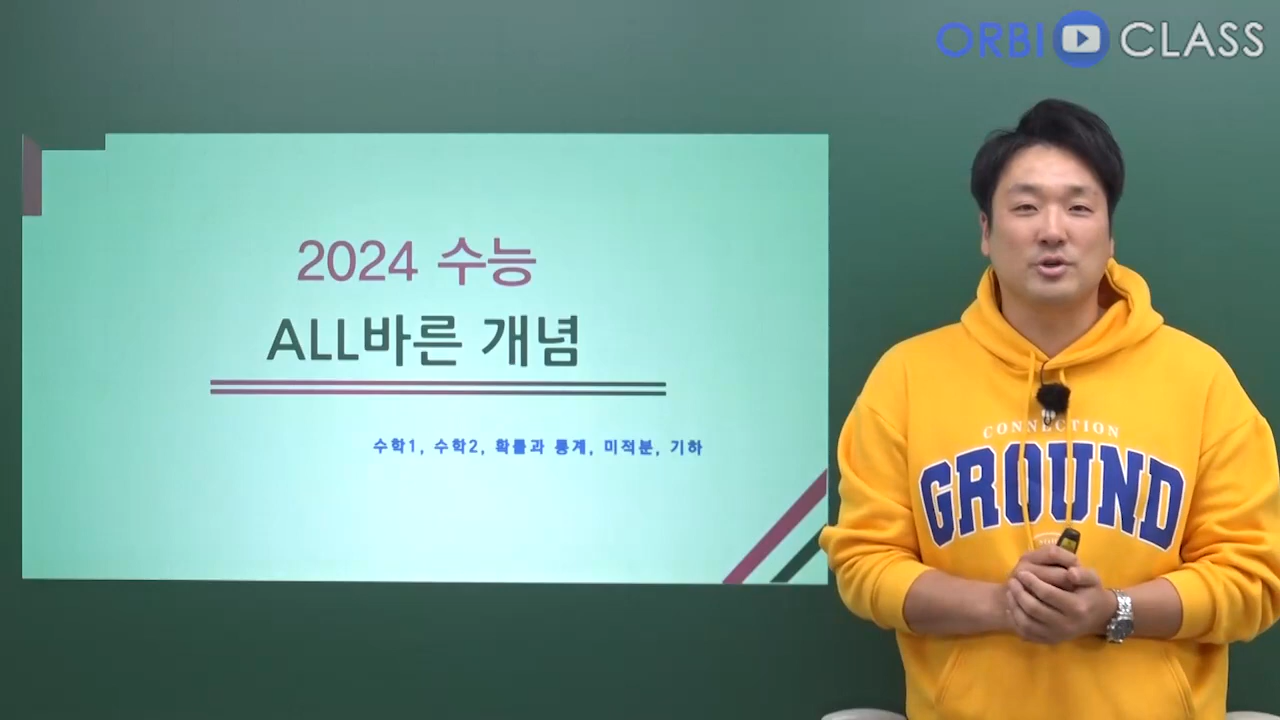 ORBI CLASS
2024 수능
ALL바른 개념
수학1, 수학2, 확률과 통계, 미적분, 기하
CONNECTION
GROUND